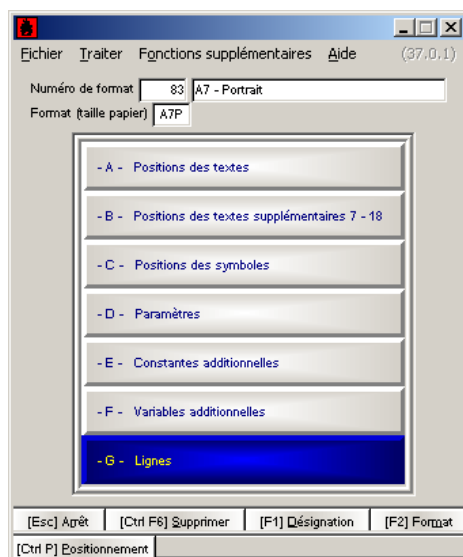 Fichier Traiter Fonctions supplémentaires Aide (37.0.1)
Numéro de format 83 A7 - Portrait
Format (taille papier) A7P
- A - Positions des textes
- B - Positions des textes supplémentaires 7 - 18
- C - Positions des symboles
- D - Paramètres
- E - Constantes additionnelles
- F - Variables additionnelles
- G - Lignes
[Esc] Arrêt [Ctrl F6] Supprimer [F1] Désignation [F2] Format
[Ctrl P] Positionnement